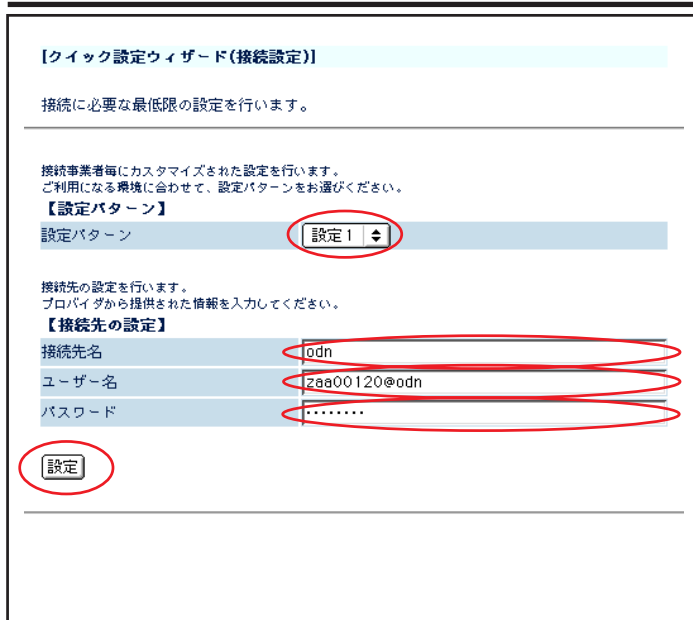 [クイック設定ウィザード(接続設定)]
接続に必要な最低限の設定を行います。
接続事業者毎にカスタマイズされた設定を行います。
ご利用になる環境に合わせて、設定パターンをお選びください。
【設定パターン】
設定パターン 設定1
接続先の設定を行います。
プロバイダから提供された情報を入力してください。
【接続先の設定】
接続先名 odn
ユーザー名 zaa00120@odn
パスワード ••••••••
設定